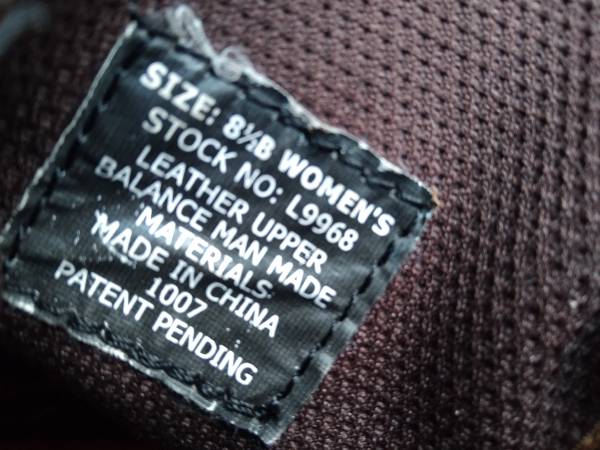 SIZE: 8½B WOMEN'S
STOCK NO: L9968
LEATHER UPPER
BALANCE MAN MADE
MATERIALS
MADE IN CHINA
1007
PATENT PENDING